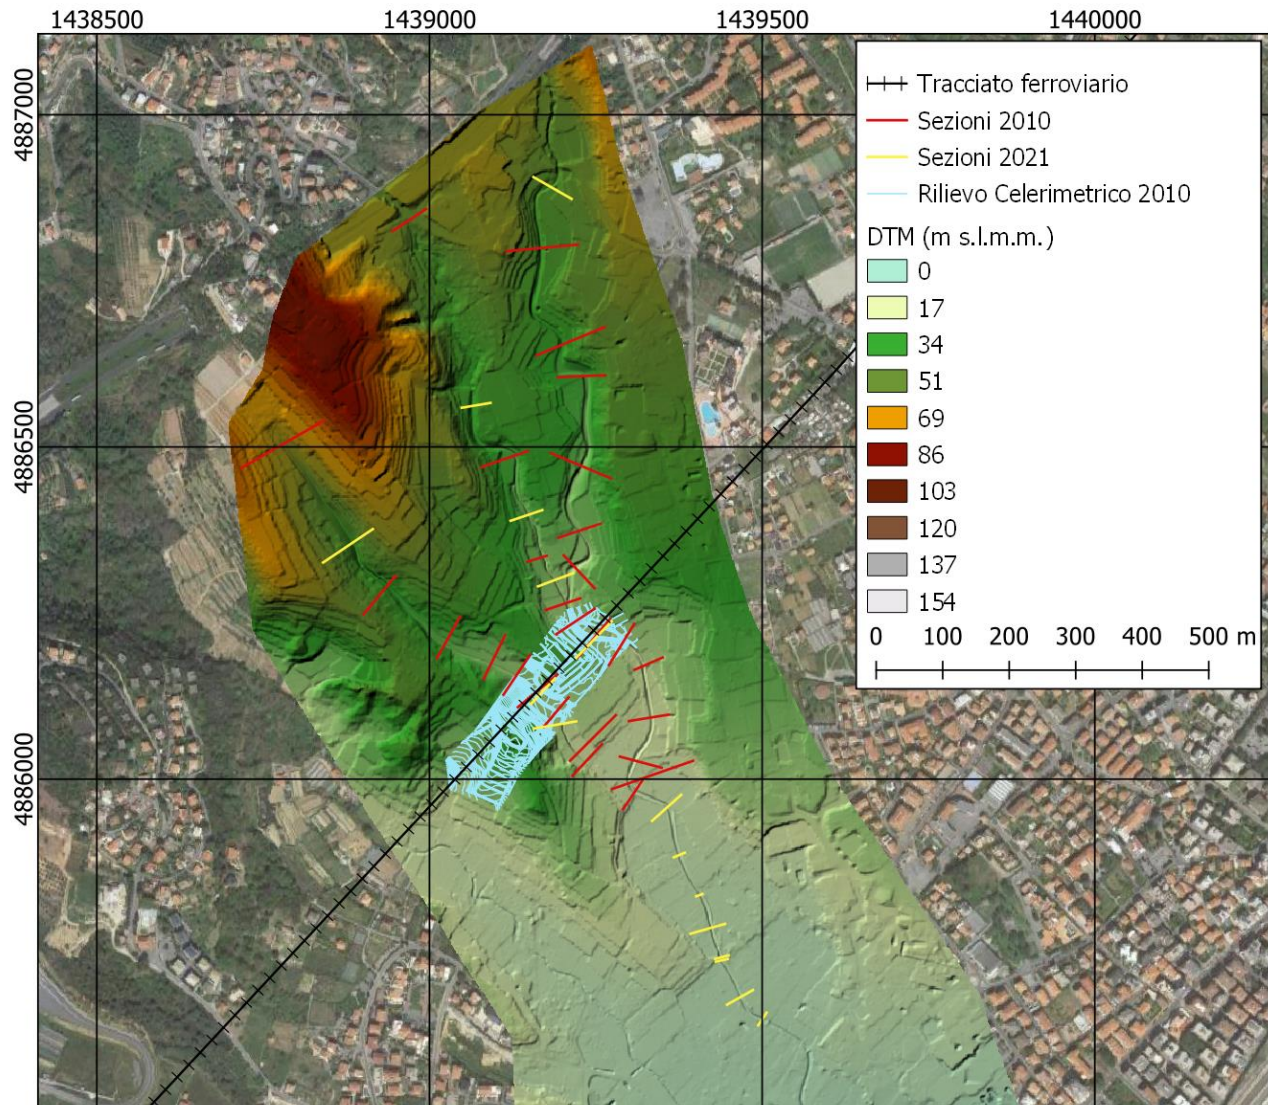 1438500 1439000 1439500 1440000
4887000
4886500
4886000
Tracciato ferroviario
Sezioni 2010
Sezioni 2021
Rilievo Celerimetrico 2010
DTM (m s.l.m.m.)
0
17
34
51
69
86
103
120
137
154
0 100 200 300 400 500 m